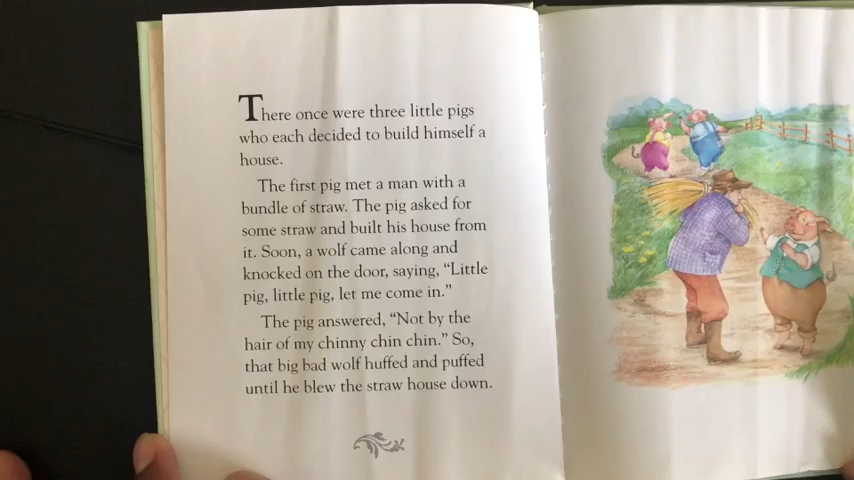 There once were three little pigs
who each decided to build himself a
house.
The first pig met a man with a
bundle of straw. The pig asked for
some straw and built his house from
it. Soon, a wolf came along and
knocked on the door, saying, “Little
pig, little pig, let me come in.”
The pig answered, “Not by the
hair of my chinny chin chin.” So,
that big bad wolf huffed and puffed
until he blew the straw house down.